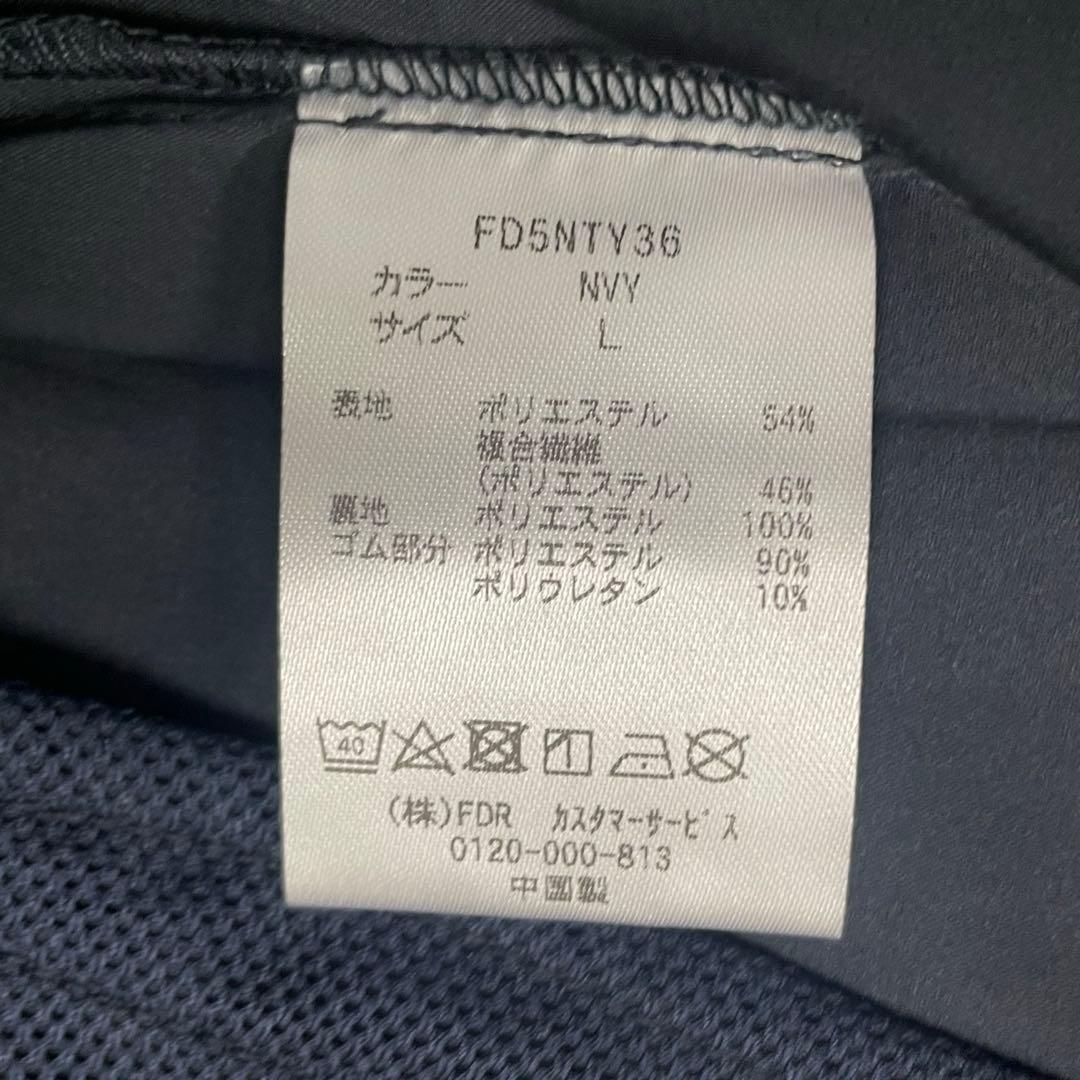 FD5NTY36
カラー NVY
サイズ L
表地 ポリエステル 54%
複合繊維
(ポリエステル) 46%
裏地 ポリエステル 100%
ゴム部分 ポリエステル 90%
ポリウレタン 10%
40
(株)FDR カスタマーサービス
0120-000-813
中国製